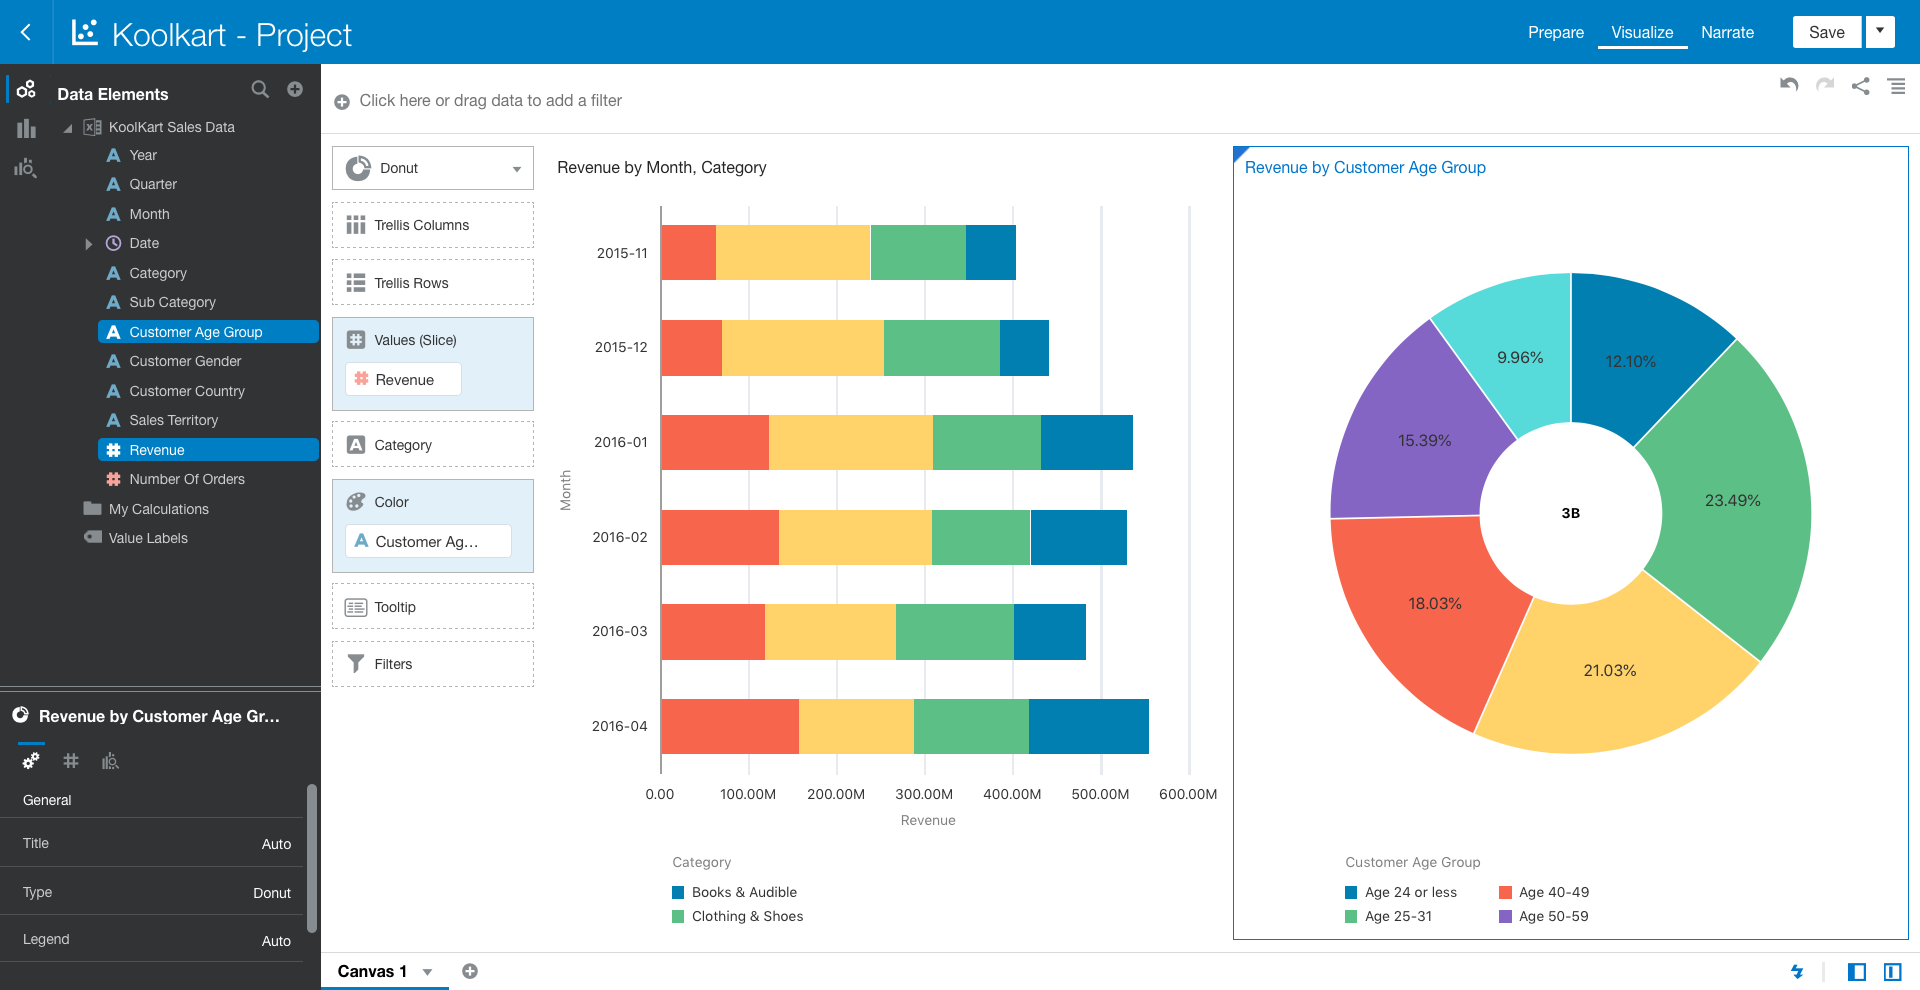 Koolkart - Project
Prepare
Visualize
Narrate
Save
Data Elements
KoolKart Sales Data
Year
Quarter
Month
Date
Category
Sub Category
Customer Age Group
Customer Gender
Customer Country
Sales Territory
Revenue
Number Of Orders
My Calculations
Value Labels
Revenue by Customer Age Gr...
General
Title Auto
Type Donut
Legend Auto
Click here or drag data to add a filter
Donut
Trellis Columns
Trellis Rows
Values (Slice)
Revenue
Category
Color
Customer Ag...
Tooltip
Filters
Revenue by Month, Category
Month
2015-11
2015-12
2016-01
2016-02
2016-03
2016-04
0.00 100.00M 200.00M 300.00M 400.00M 500.00M 600.00M
Revenue
Category
Books & Audible
Clothing & Shoes
Revenue by Customer Age Group
9.96%
12.10%
15.39%
23.49%
3B
18.03%
21.03%
Customer Age Group
Age 24 or less Age 40-49
Age 25-31 Age 50-59
Canvas 1